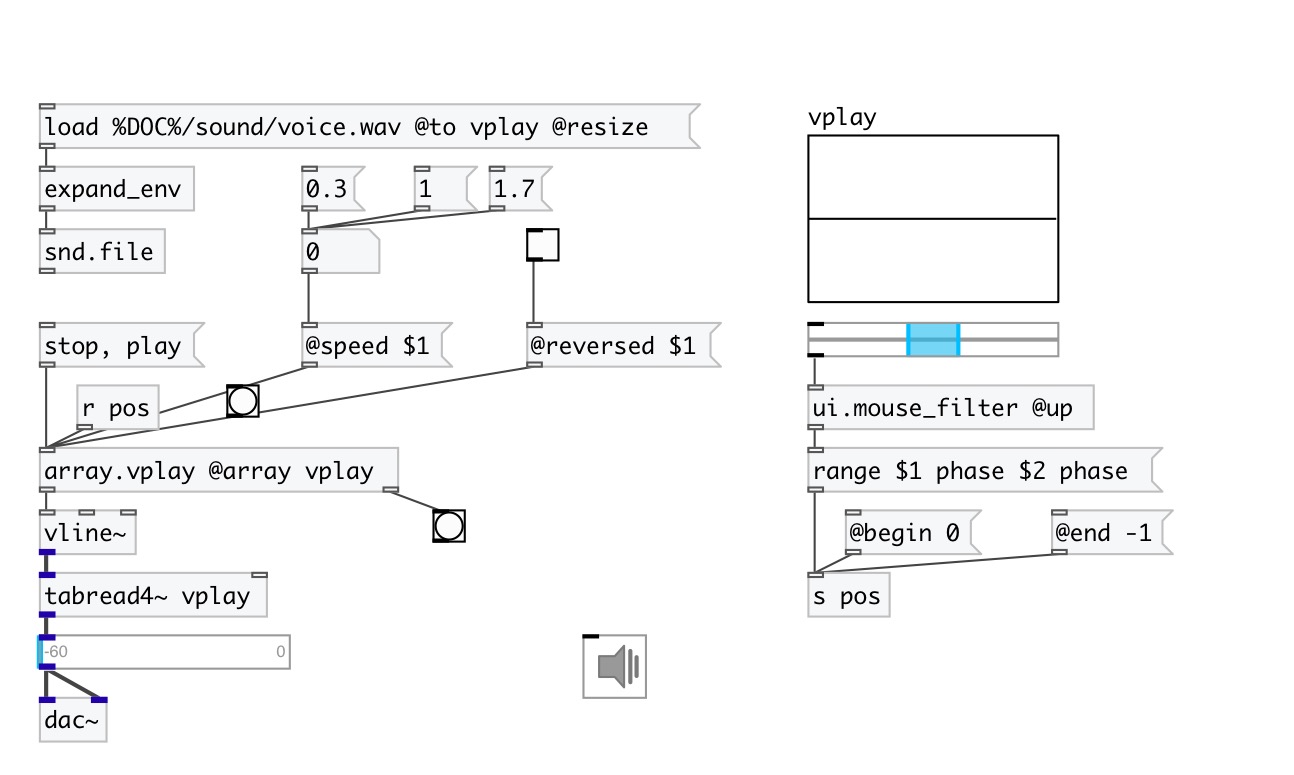 load %DOC%/sound/voice.wav @to vplay @resize
expand_env
0.3
1
1.7
snd.file
0
stop, play
@speed $1
@reversed $1
r pos
array.vplay @array vplay
vline~
tabread4~ vplay
-60
0
dac~
vplay
ui.mouse_filter @up
range $1 phase $2 phase
@begin 0
@end -1
s pos